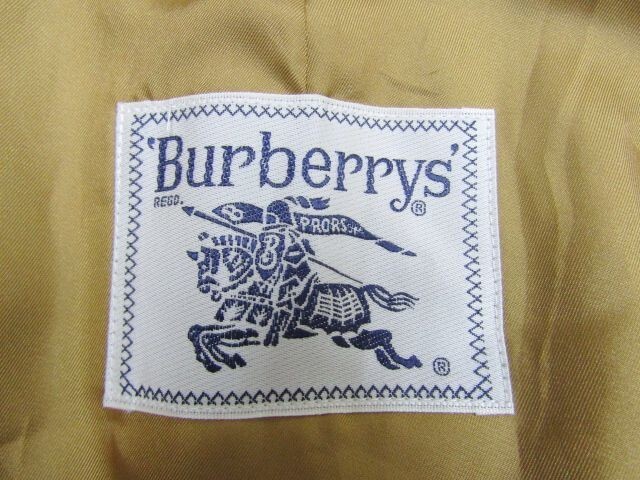 'Burberrys'
REGD. ®
PRORSUM
B
®